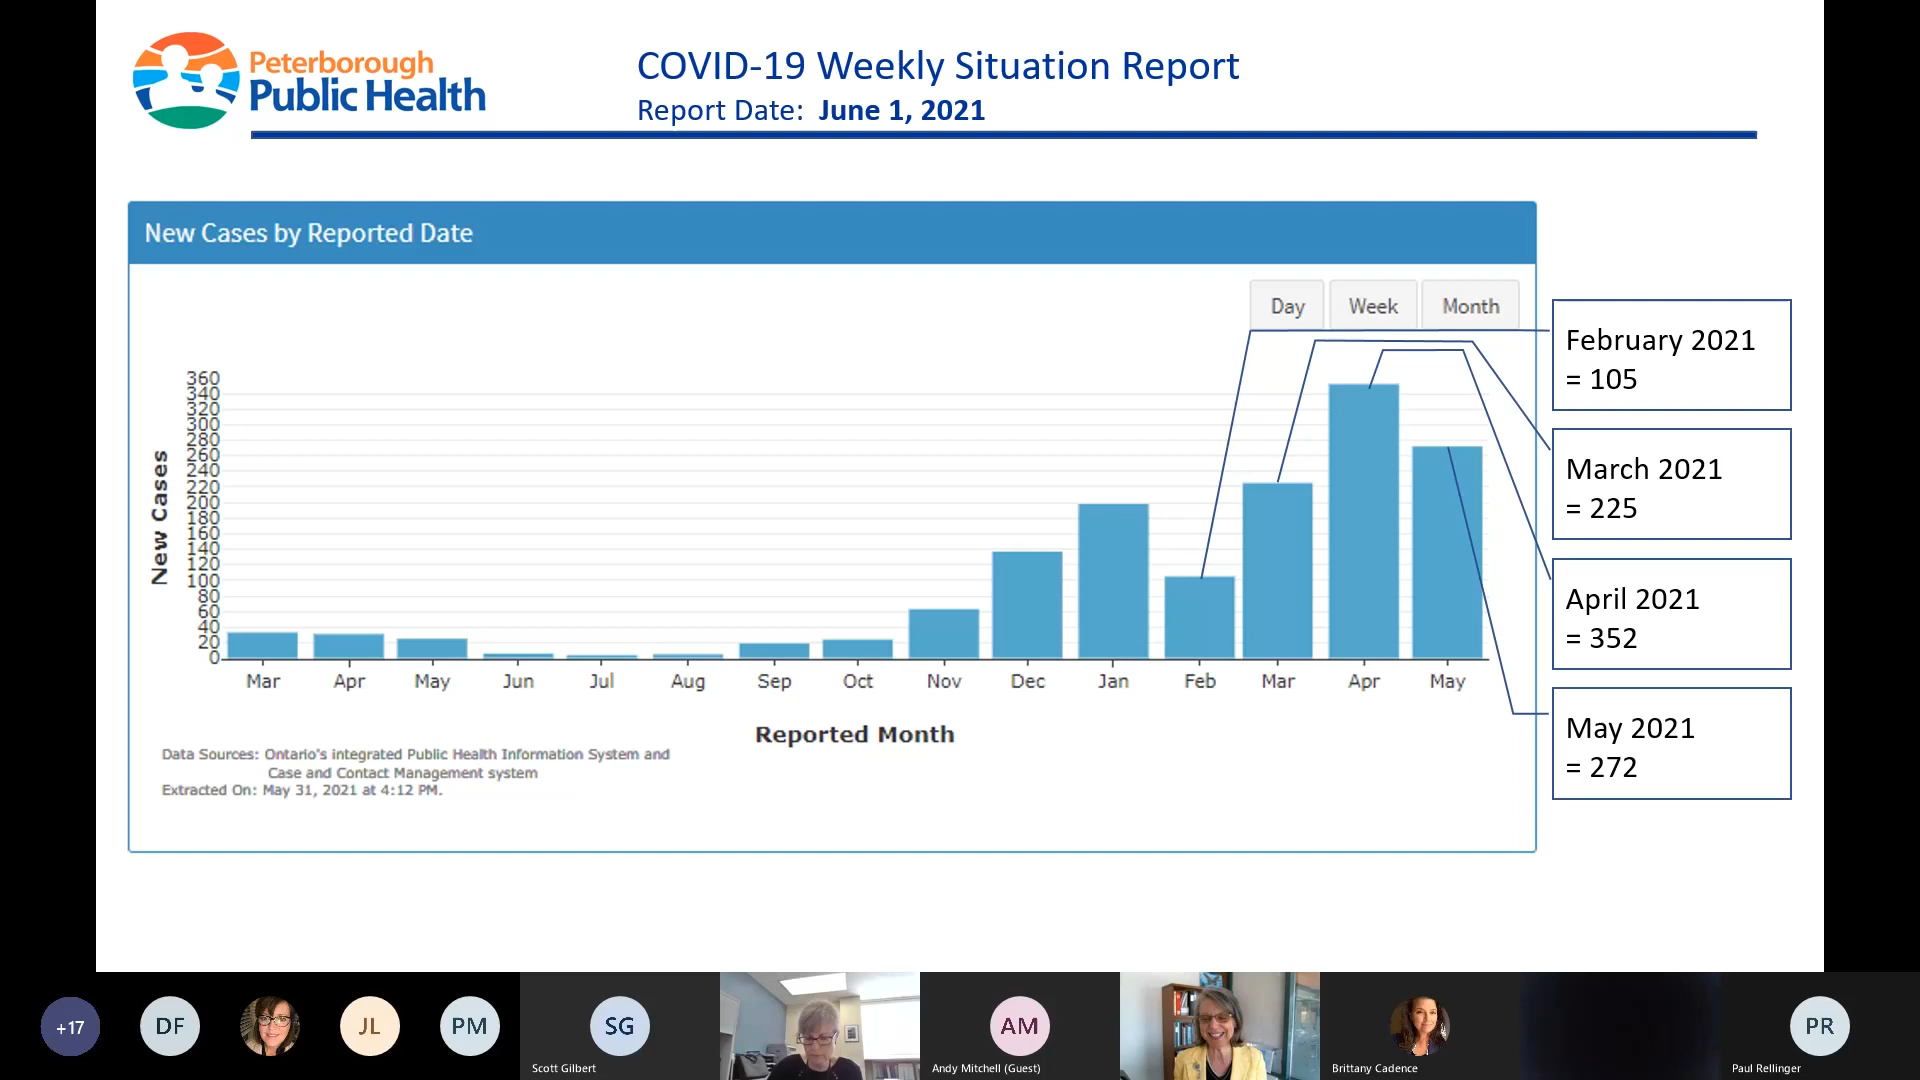 Peterborough
Public Health
COVID-19 Weekly Situation Report
Report Date: June 1, 2021
New Cases by Reported Date
Day Week Month
360
340
320
300
280
260
240
220
200
180
160
140
120
100
80
60
40
20
0
New Cases
Mar Apr May Jun Jul Aug Sep Oct Nov Dec Jan Feb Mar Apr May
Reported Month
Data Sources: Ontario's integrated Public Health Information System and
Case and Contact Management system
Extracted On: May 31, 2021 at 4:12 PM.
February 2021
= 105
March 2021
= 225
April 2021
= 352
May 2021
= 272
+17 DF JL PM SG AM PR
Scott Gilbert Andy Mitchell (Guest) Brittany Cadence Paul Rellinger